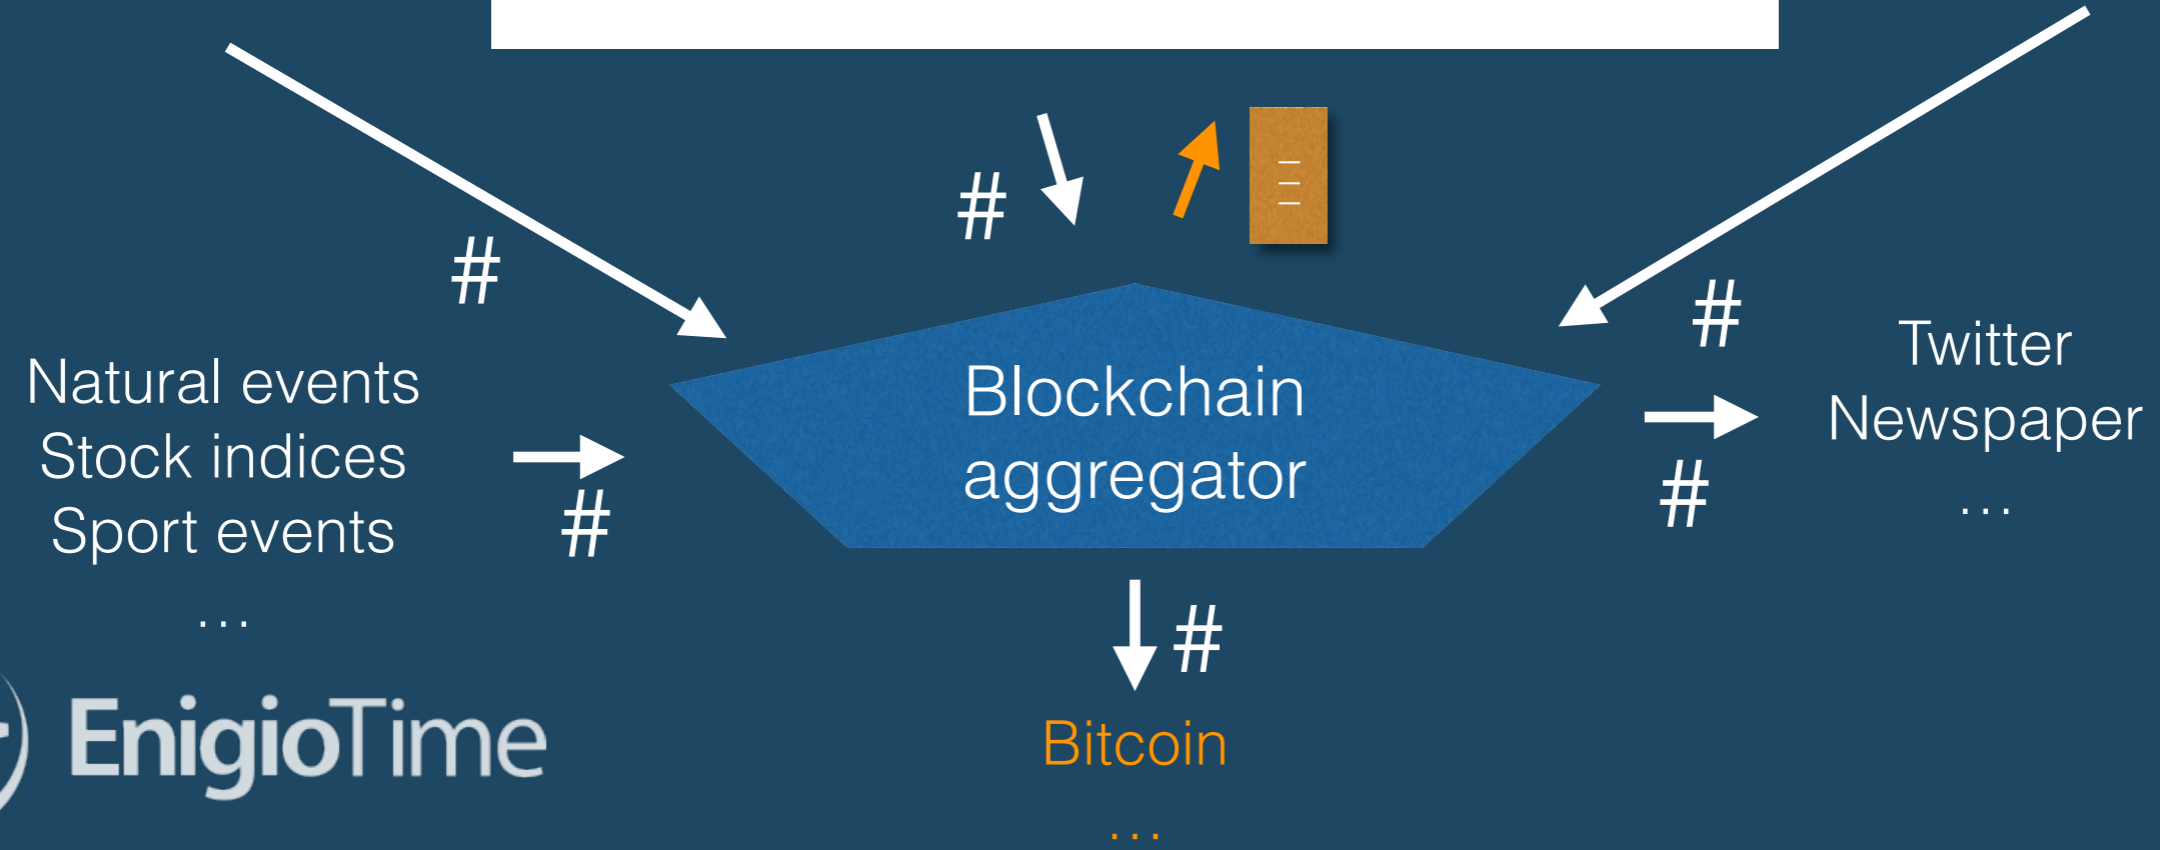 #
#
#
Natural events
Stock indices
Sport events
...
#
Blockchain
aggregator
Twitter
Newspaper
...
#
#
Bitcoin
...
EnigioTime